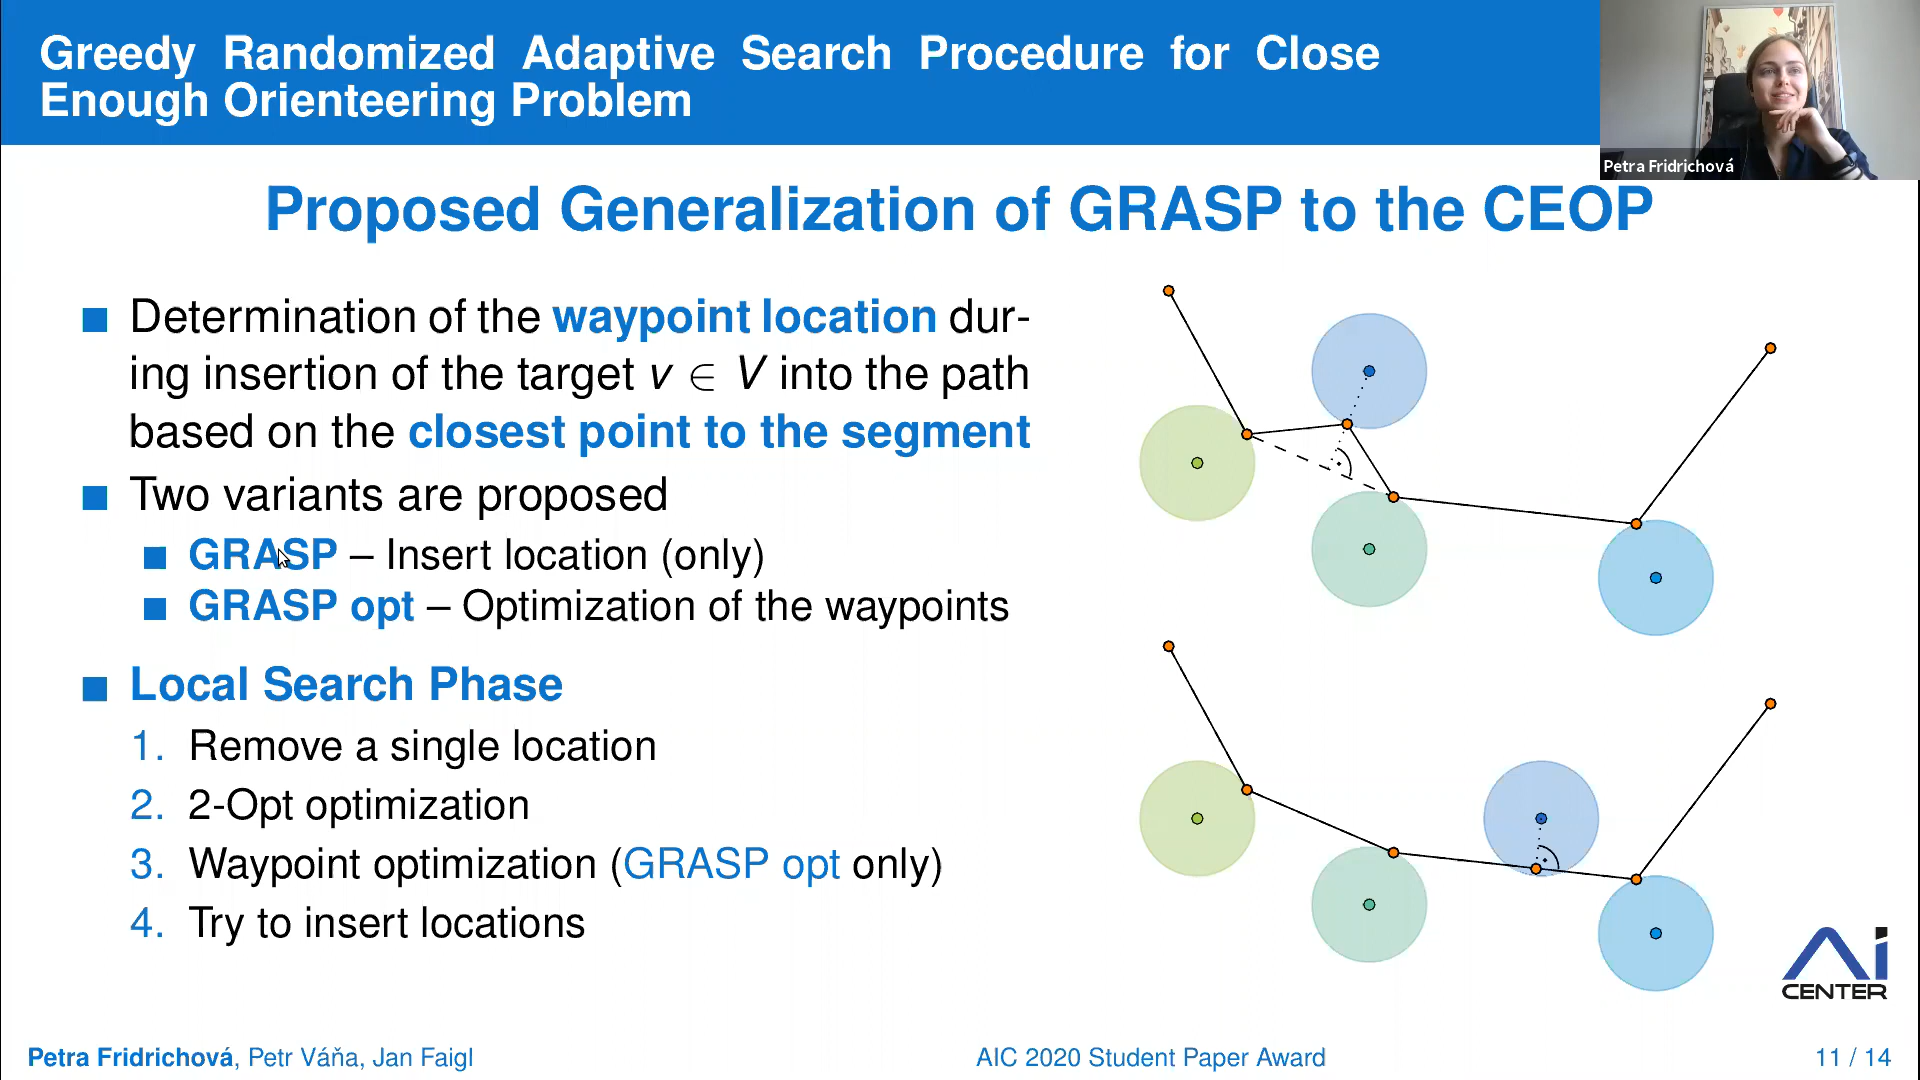 Greedy Randomized Adaptive Search Procedure for Close
Enough Orienteering Problem
Petra Fridrichová
Proposed Generalization of GRASP to the CEOP
■ Determination of the waypoint location dur-
ing insertion of the target v ∈ V into the path
based on the closest point to the segment
■ Two variants are proposed
■ GRASP – Insert location (only)
■ GRASP opt – Optimization of the waypoints
■ Local Search Phase
1. Remove a single location
2. 2-Opt optimization
3. Waypoint optimization (GRASP opt only)
4. Try to insert locations
Ai
CENTER
Petra Fridrichová, Petr Váňa, Jan Faigl
AIC 2020 Student Paper Award
11 / 14